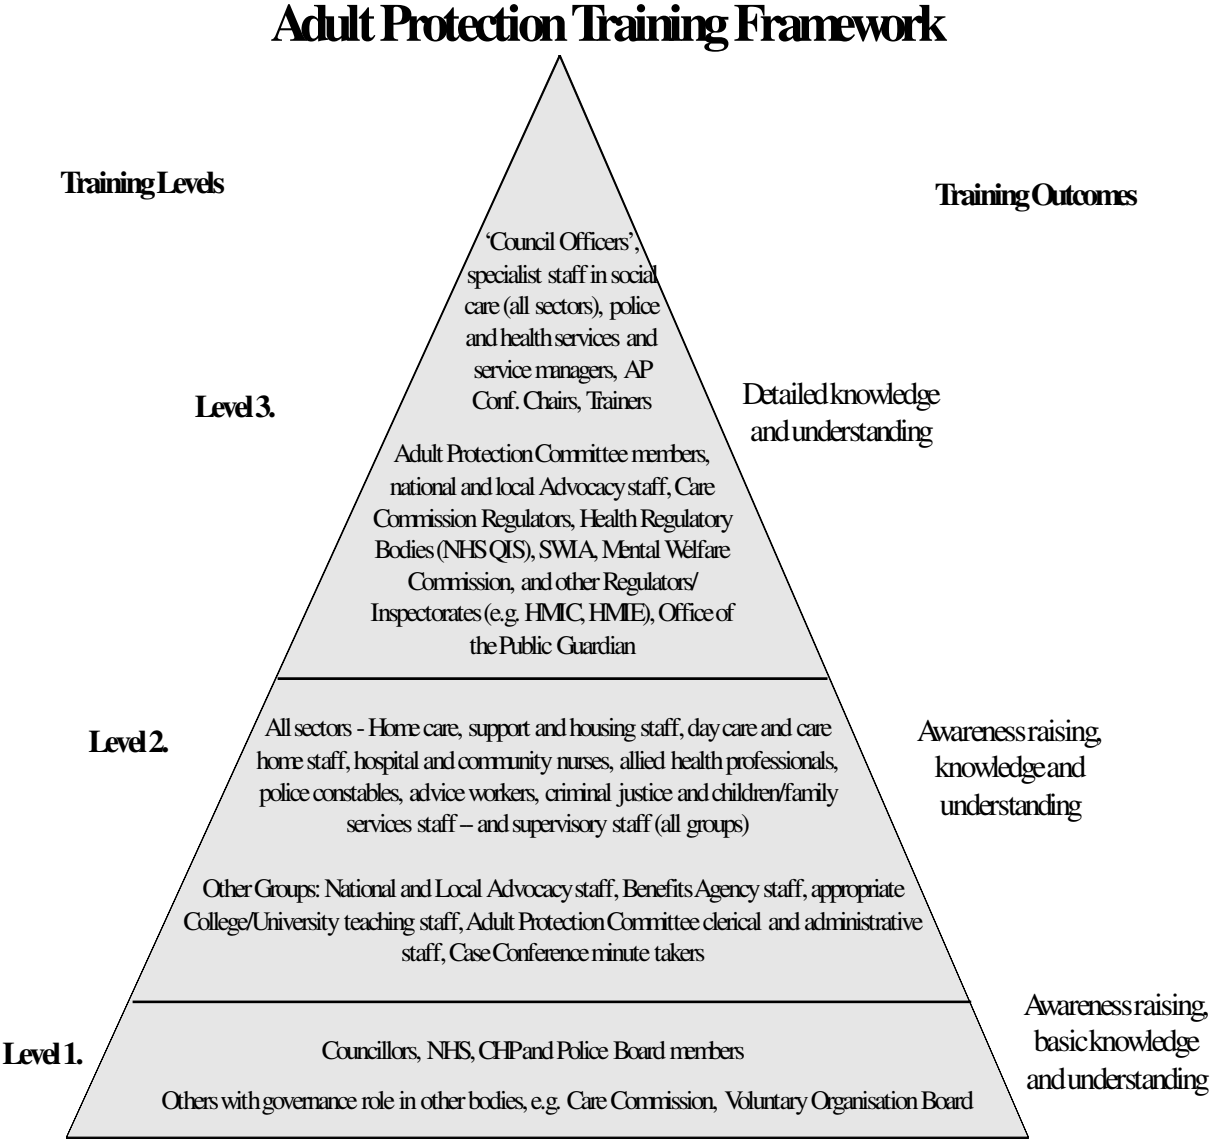 Adult Protection Training Framework
Training Levels
Training Outcomes
‘Council Officers’,
specialist staff in social
care (all sectors), police
and health services and
service managers, AP
Conf. Chairs, Trainers
Level 3.
Detailed knowledge
and understanding
Adult Protection Committee members,
national and local Advocacy staff, Care
Commission Regulators, Health Regulatory
Bodies (NHS QIS), SWIA, Mental Welfare
Commission, and other Regulators/
Inspectorates (e.g. HMIC, HMIE), Office of
the Public Guardian
Level 2.
All sectors - Home care, support and housing staff, day care and care
home staff, hospital and community nurses, allied health professionals,
police constables, advice workers, criminal justice and children/family
services staff – and supervisory staff (all groups)
Awareness raising,
knowledge and
understanding
Other Groups: National and Local Advocacy staff, Benefits Agency staff, appropriate
College/University teaching staff, Adult Protection Committee clerical and administrative
staff, Case Conference minute takers
Level 1.
Councillors, NHS, CHP and Police Board members
Others with governance role in other bodies, e.g. Care Commission, Voluntary Organisation Board
Awareness raising,
basic knowledge
and understanding